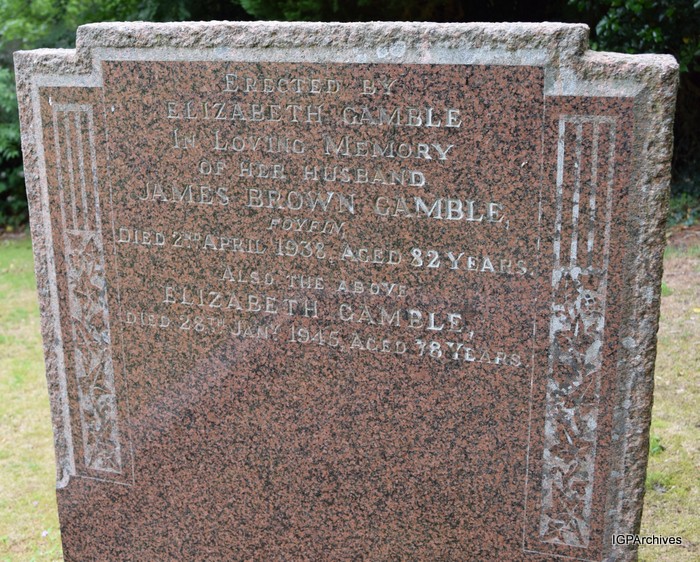 ERECTED BY
ELIZABETH GAMBLE
IN LOVING MEMORY
OF HER HUSBAND
JAMES BROWN GAMBLE,
FOYFIN,
DIED 2ND APRIL 1938, AGED 82 YEARS.
ALSO THE ABOVE
ELIZABETH GAMBLE,
DIED 28TH JANY 1945, AGED 78 YEARS
IGPArchives